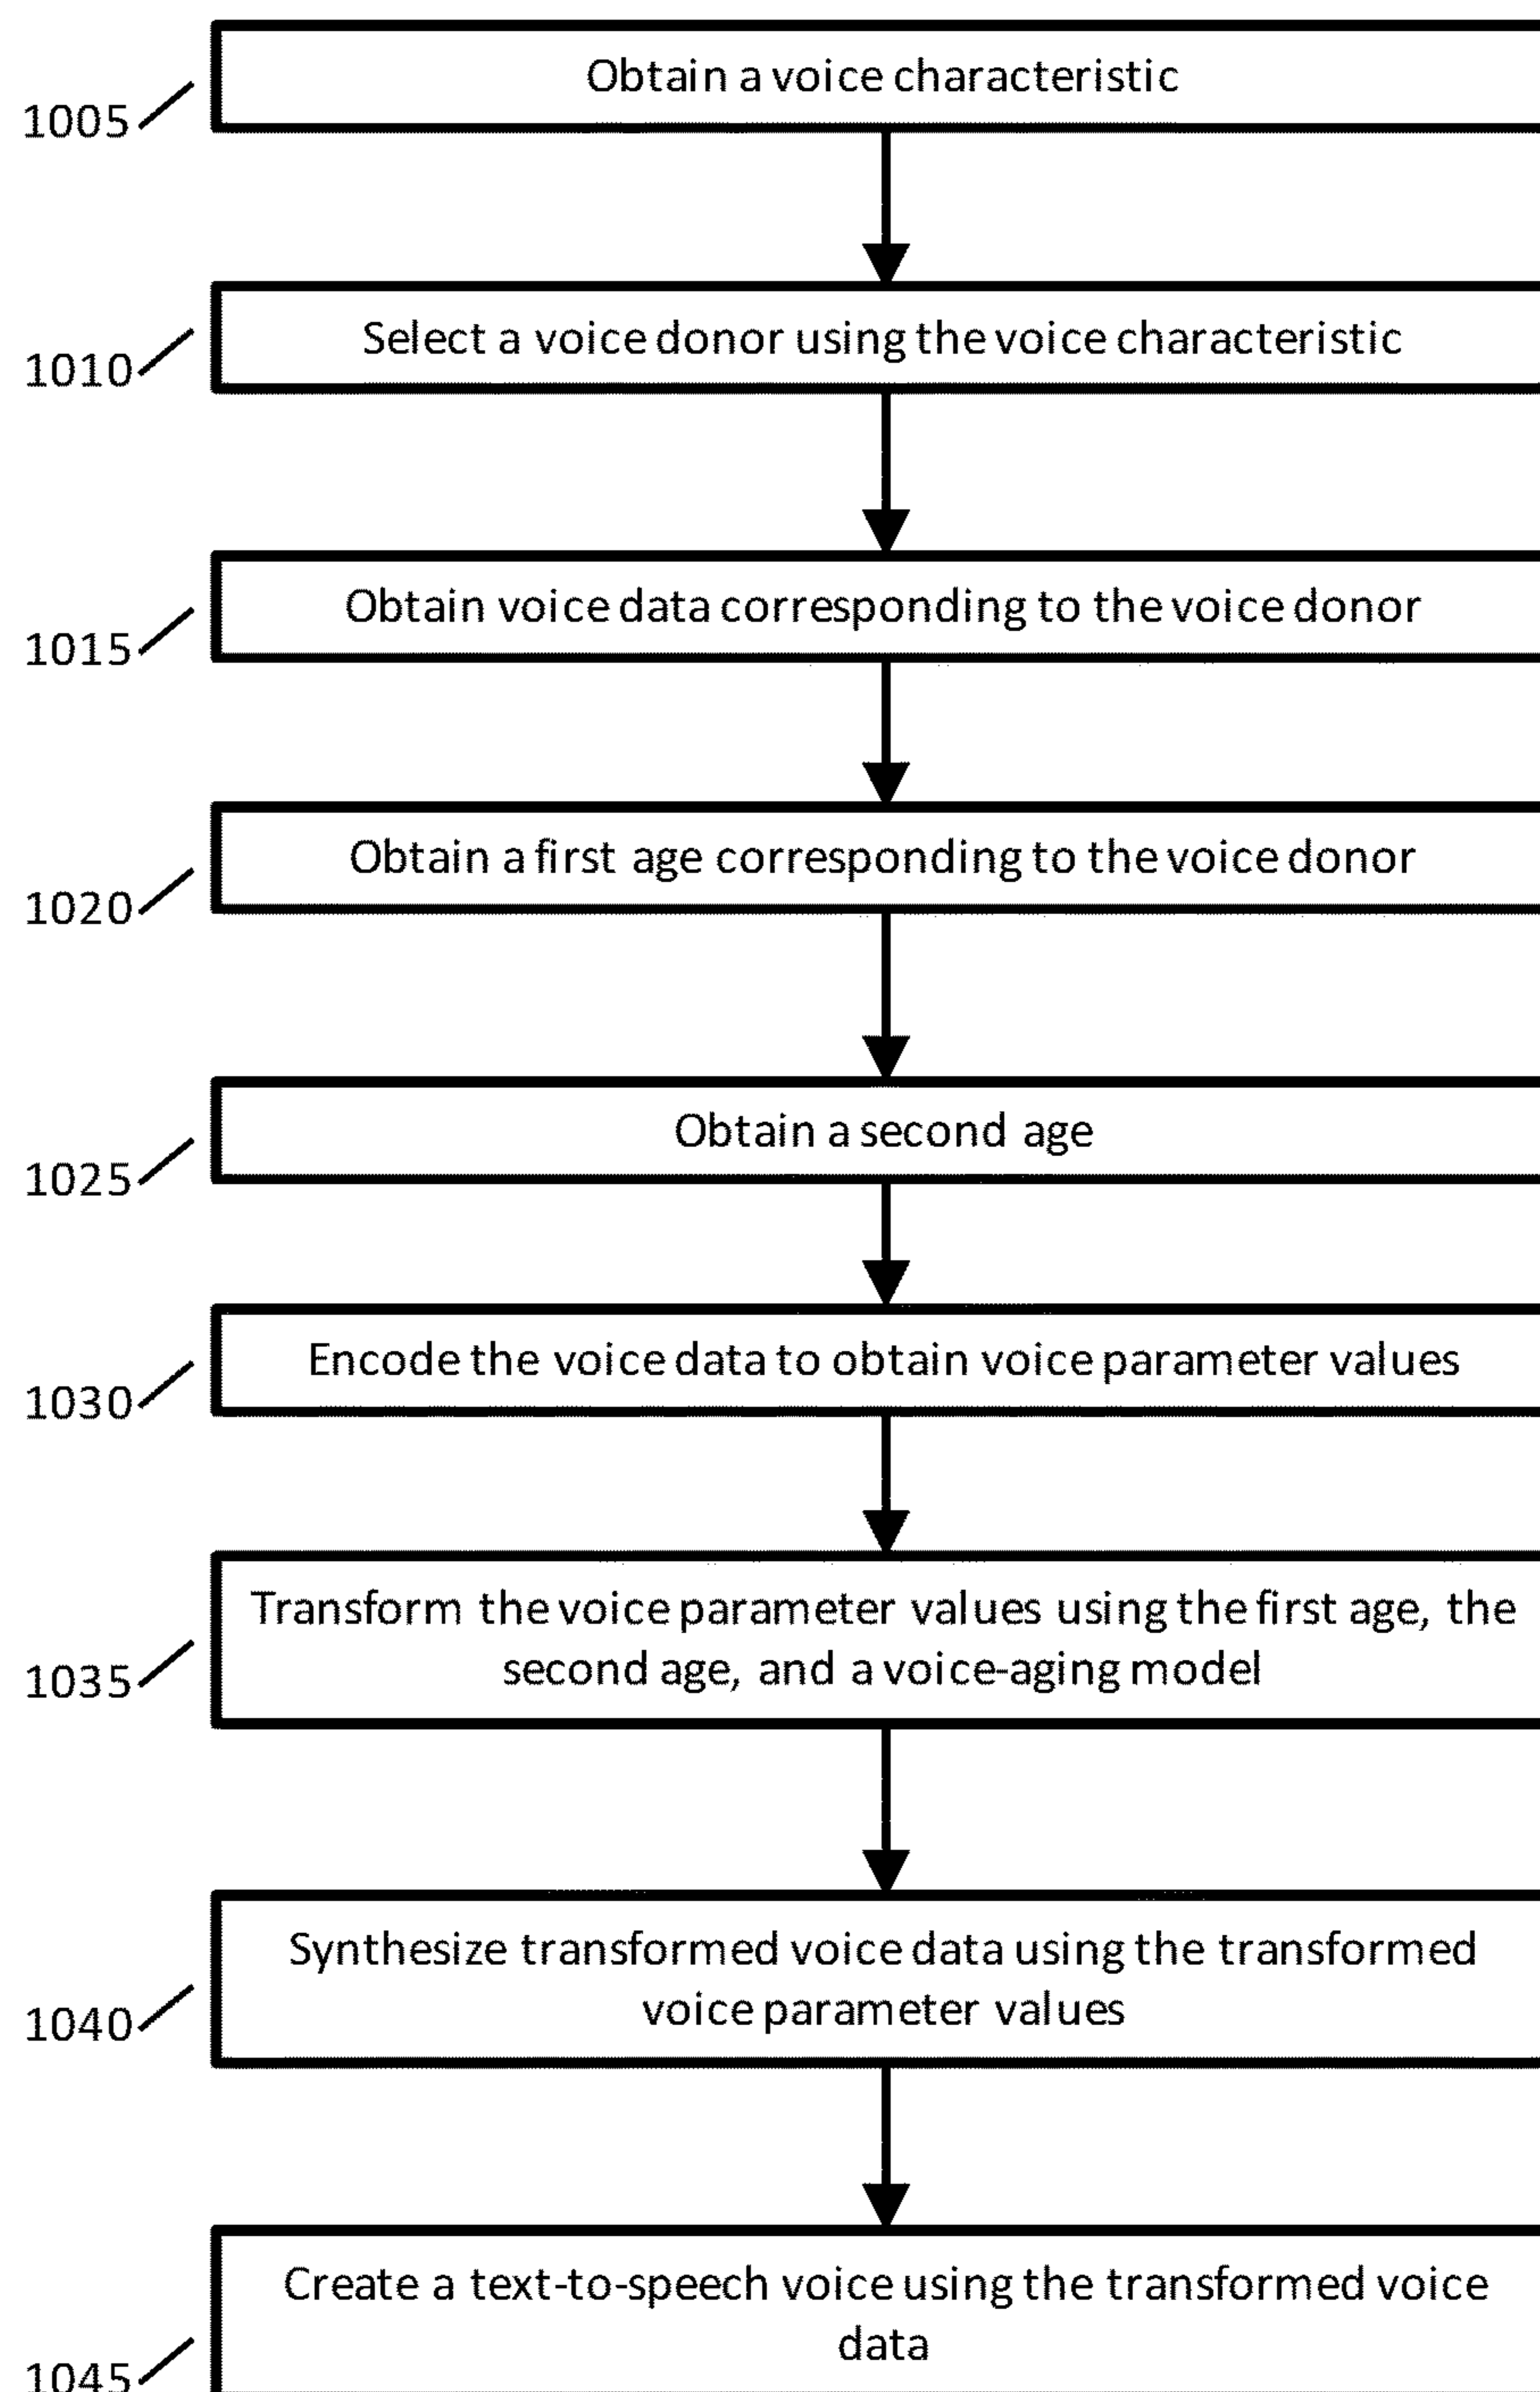 Obtain a voice characteristic
1005
Select a voice donor using the voice characteristic
1010
Obtain voice data corresponding to the voice donor
1015
Obtain a first age corresponding to the voice donor
1020
Obtain a second age
1025
Encode the voice data to obtain voice parameter values
1030
Transform the voice parameter values using the first age, the
second age, and a voice-aging model
1035
Synthesize transformed voice data using the transformed
voice parameter values
1040
Create a text-to-speech voice using the transformed voice
data
1045